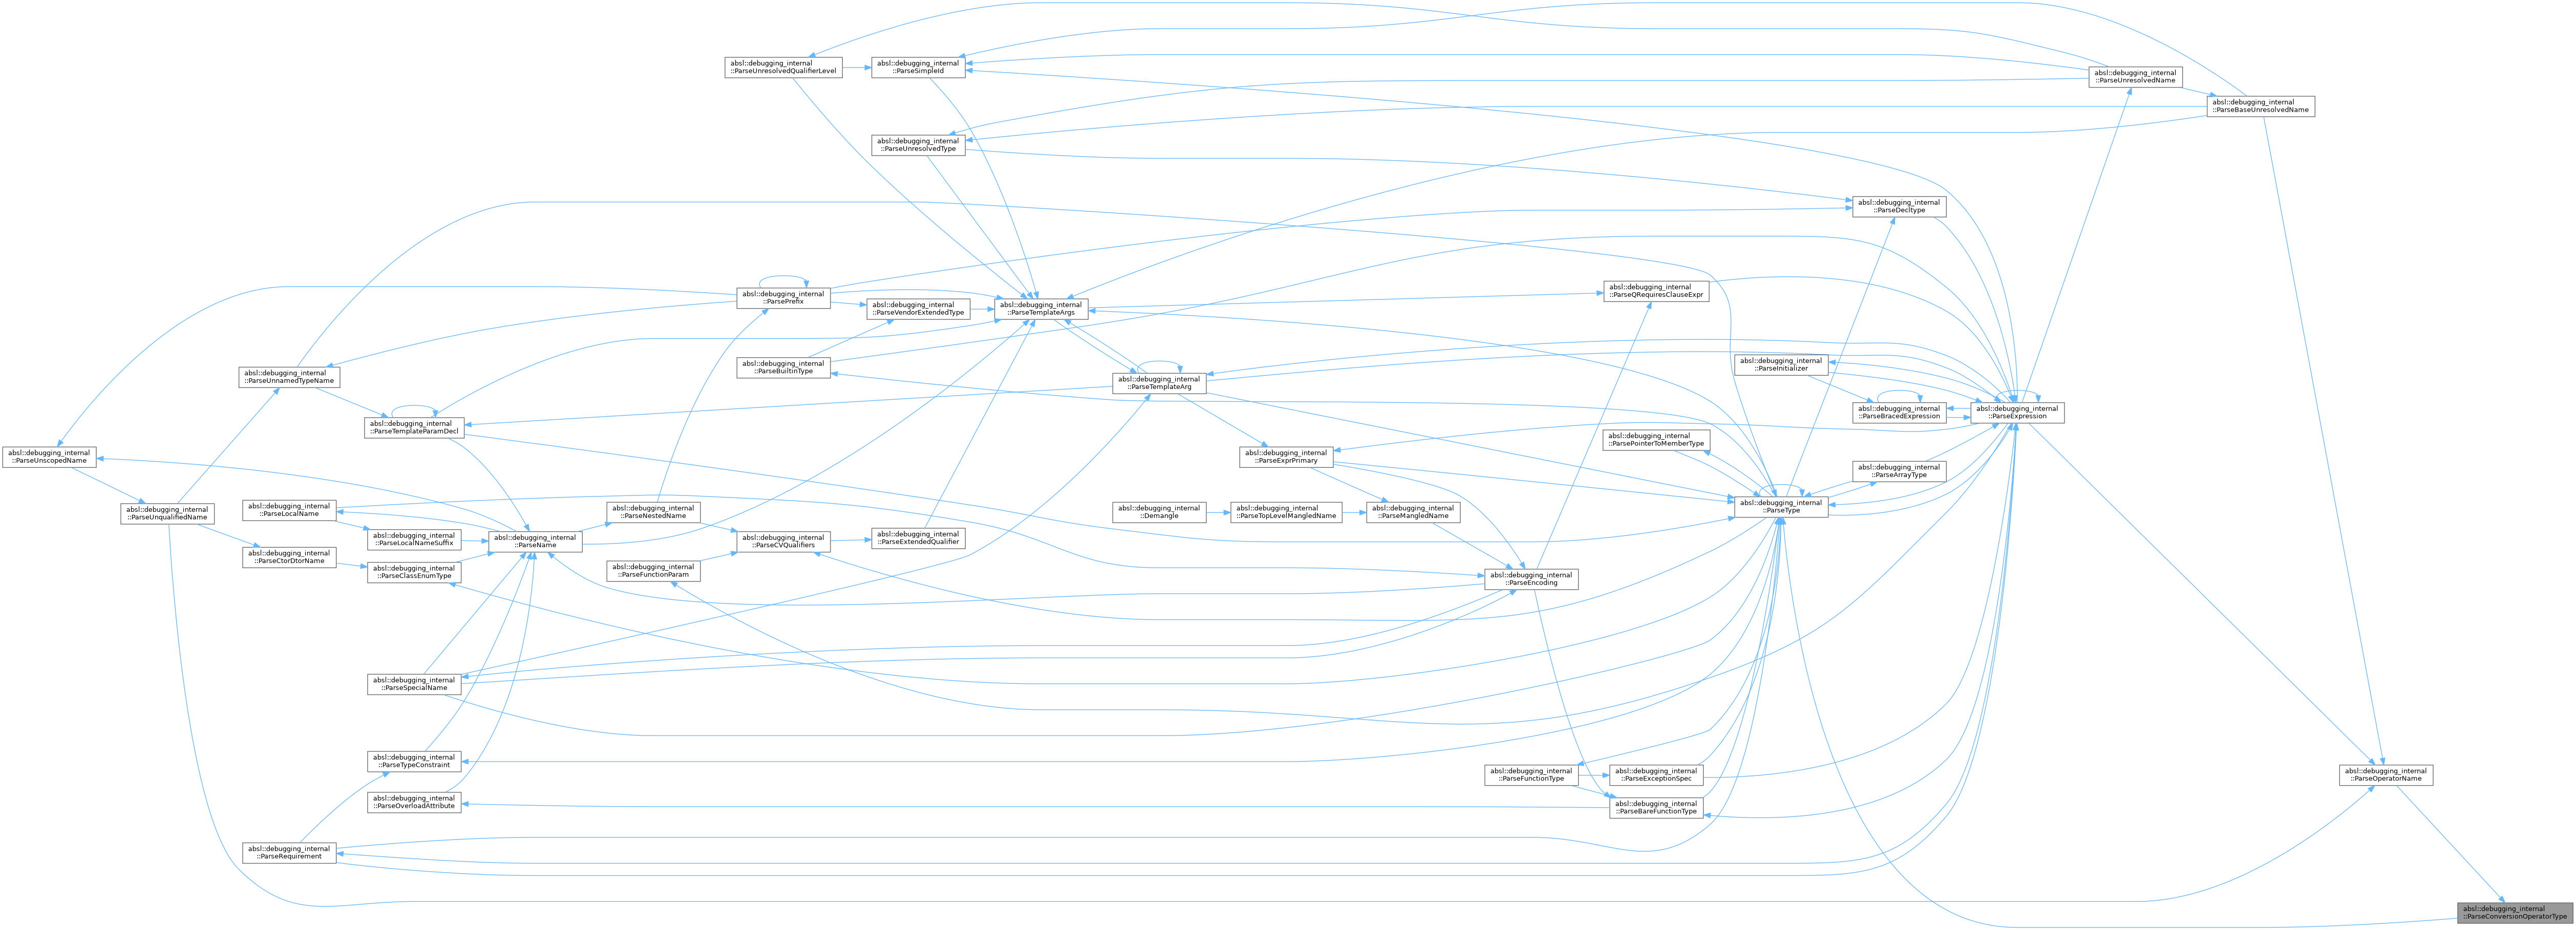 absl::debugging_internal
::ParseUnresolvedQualifierLevel
absl::debugging_internal
::ParseSimpleId
absl::debugging_internal
::ParseUnresolvedName
absl::debugging_internal
::ParseBaseUnresolvedName
absl::debugging_internal
::ParseUnresolvedType
absl::debugging_internal
::ParseDecltype
absl::debugging_internal
::ParsePrefix
absl::debugging_internal
::ParseVendorExtendedType
absl::debugging_internal
::ParseTemplateArgs
absl::debugging_internal
::ParseQRequiresClauseExpr
absl::debugging_internal
::ParseBuiltinType
absl::debugging_internal
::ParseInitializer
absl::debugging_internal
::ParseUnnamedTypeName
absl::debugging_internal
::ParseTemplateArg
absl::debugging_internal
::ParseBracedExpression
absl::debugging_internal
::ParseExpression
absl::debugging_internal
::ParseTemplateParamDecl
absl::debugging_internal
::ParsePointerToMemberType
absl::debugging_internal
::ParseUnscopedName
absl::debugging_internal
::ParseExprPrimary
absl::debugging_internal
::ParseArrayType
absl::debugging_internal
::ParseType
absl::debugging_internal
::ParseUnqualifiedName
absl::debugging_internal
::ParseLocalName
absl::debugging_internal
::ParseNestedName
absl::debugging_internal
::Demangle
absl::debugging_internal
::ParseTopLevelMangledName
absl::debugging_internal
::ParseMangledName
absl::debugging_internal
::ParseLocalNameSuffix
absl::debugging_internal
::ParseName
absl::debugging_internal
::ParseCVQualifiers
absl::debugging_internal
::ParseExtendedQualifier
absl::debugging_internal
::ParseCtorDtorName
absl::debugging_internal
::ParseClassEnumType
absl::debugging_internal
::ParseFunctionParam
absl::debugging_internal
::ParseEncoding
absl::debugging_internal
::ParseSpecialName
absl::debugging_internal
::ParseTypeConstraint
absl::debugging_internal
::ParseFunctionType
absl::debugging_internal
::ParseExceptionSpec
absl::debugging_internal
::ParseOperatorName
absl::debugging_internal
::ParseOverloadAttribute
absl::debugging_internal
::ParseBareFunctionType
absl::debugging_internal
::ParseRequirement
absl::debugging_internal
::ParseConversionOperatorType